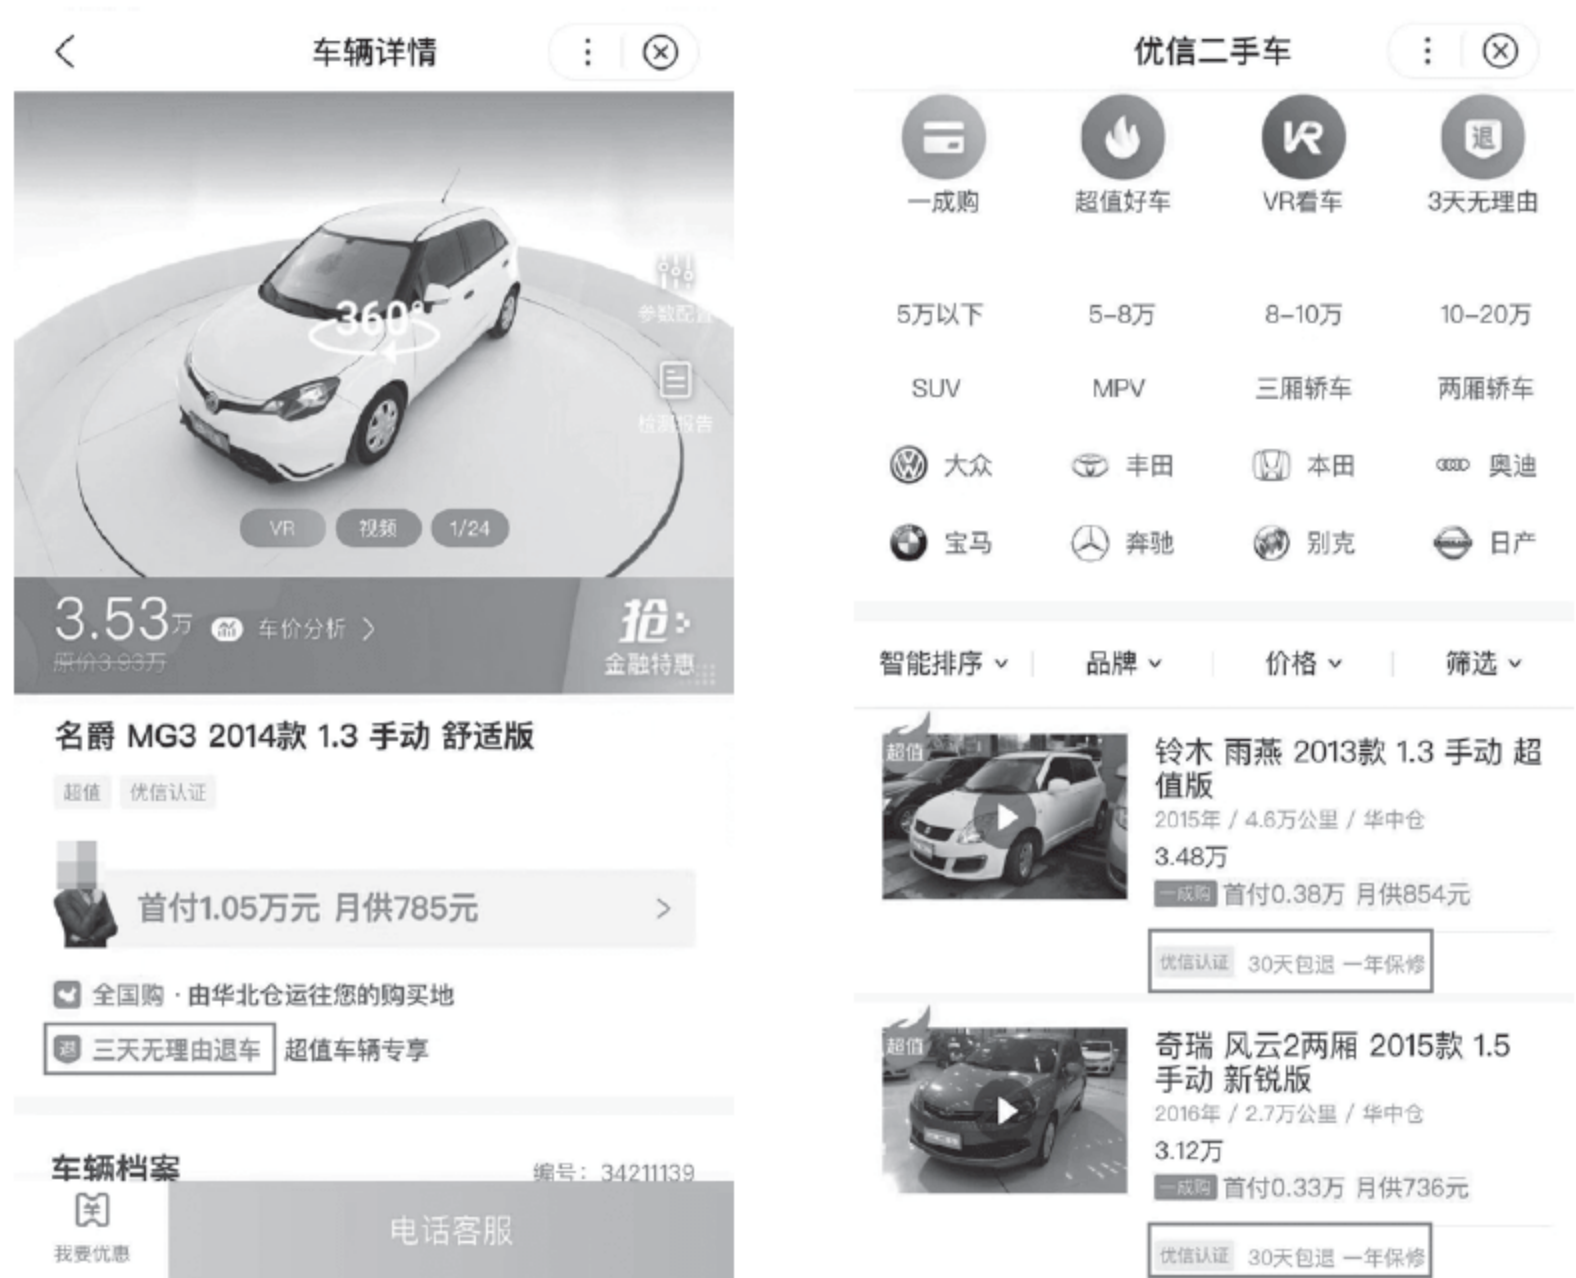 车辆详情
360°
参数配置
检测报告
VR
视频
1/24
3.53万
车价分析
原价3.93万
抢
金融特惠
名爵 MG3 2014款 1.3 手动 舒适版
超值
优信认证
首付1.05万元 月供785元
全国购·由华北仓运往您的购买地
退
三天无理由退车 超值车辆专享
车辆档案
编号：34211139
我要优惠
电话客服
优信二手车
VR
退
一成购
超值好车
VR看车
3天无理由
5万以下
5-8万
8-10万
10-20万
SUV
MPV
三厢轿车
两厢轿车
大众
丰田
本田
奥迪
宝马
奔驰
别克
日产
智能排序
品牌
价格
筛选
超值
铃木 雨燕 2013款 1.3 手动 超
值版
2015年 / 4.6万公里 / 华中仓
3.48万
一成购 首付0.38万 月供854元
优信认证 30天包退 一年保修
超值
奇瑞 风云2两厢 2015款 1.5
手动 新锐版
2016年 / 2.7万公里 / 华中仓
3.12万
一成购 首付0.33万 月供736元
优信认证 30天包退 一年保修